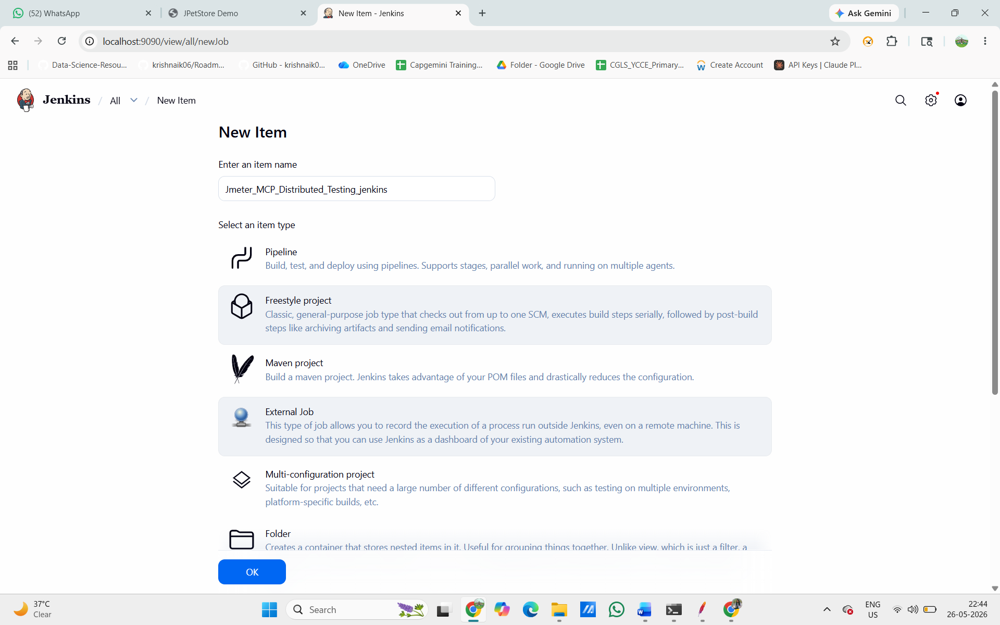 (52) WhatsApp
JPetStore Demo
New Item - Jenkins
Ask Gemini
localhost:9090/view/all/newJob
Data-Science-Resou...
krishnaik06/Roadm...
GitHub - krishnaik0...
OneDrive
Capgemini Training...
Folder - Google Drive
CGLS_YCCE_Primary...
Create Account
API Keys | Claude Pl...
Jenkins / All / New Item
New Item
Enter an item name
Jmeter_MCP_Distributed_Testing_jenkins
Select an item type
Pipeline
Build, test, and deploy using pipelines. Supports stages, parallel work, and running on multiple agents.
Freestyle project
Classic, general-purpose job type that checks out from up to one SCM, executes build steps serially, followed by post-build
steps like archiving artifacts and sending email notifications.
Maven project
Build a maven project. Jenkins takes advantage of your POM files and drastically reduces the configuration.
External Job
This type of job allows you to record the execution of a process run outside Jenkins, even on a remote machine. This is
designed so that you can use Jenkins as a dashboard of your existing automation system.
Multi-configuration project
Suitable for projects that need a large number of different configurations, such as testing on multiple environments,
platform-specific builds, etc.
Folder
Creates a container that stores nested items in it. Useful for grouping things together. Unlike view, which is just a filter, a
OK
37°C
Clear
Search
ENG
US
22:44
26-05-2026